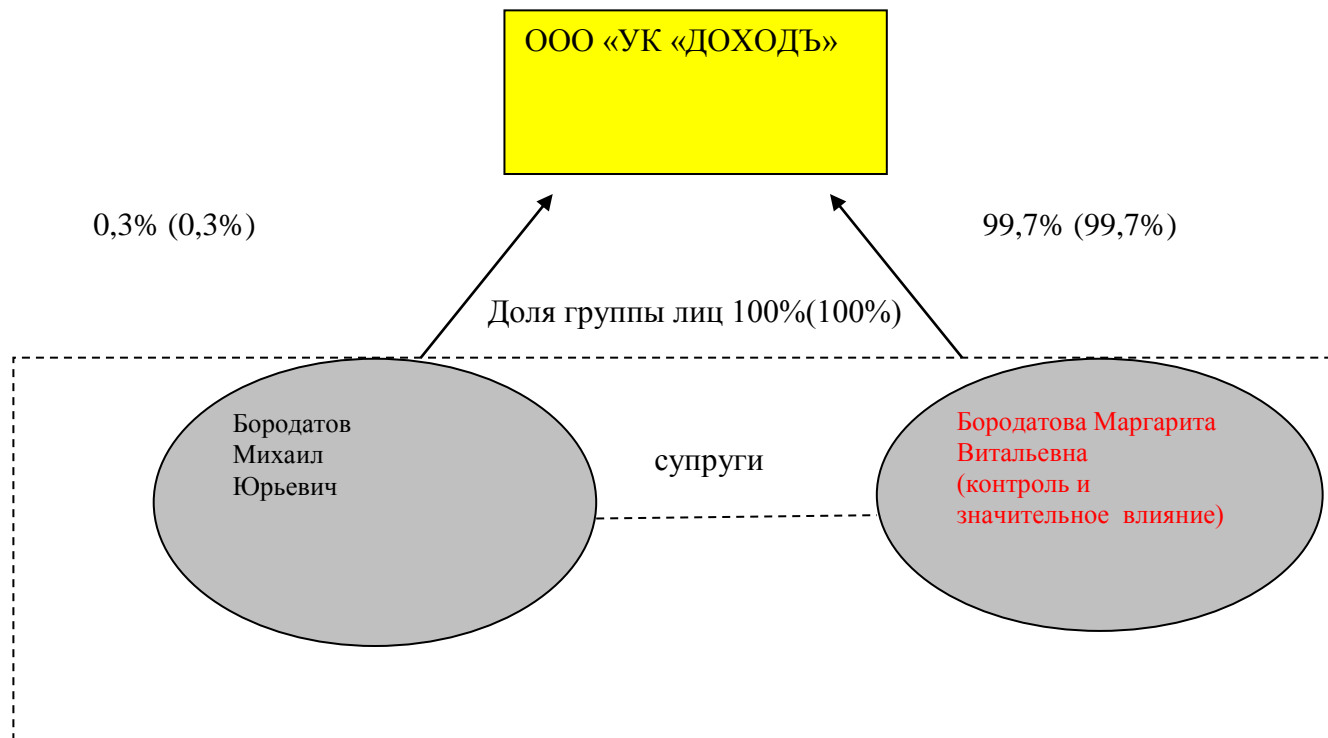 ООО «УК «ДОХОДЪ»
0,3% (0,3%)
99,7% (99,7%)
Доля группы лиц 100%(100%)
Бородатов
Михаил
Юрьевич
супруги
Бородатова Маргарита
Витальевна
(контроль и
значительное влияние)